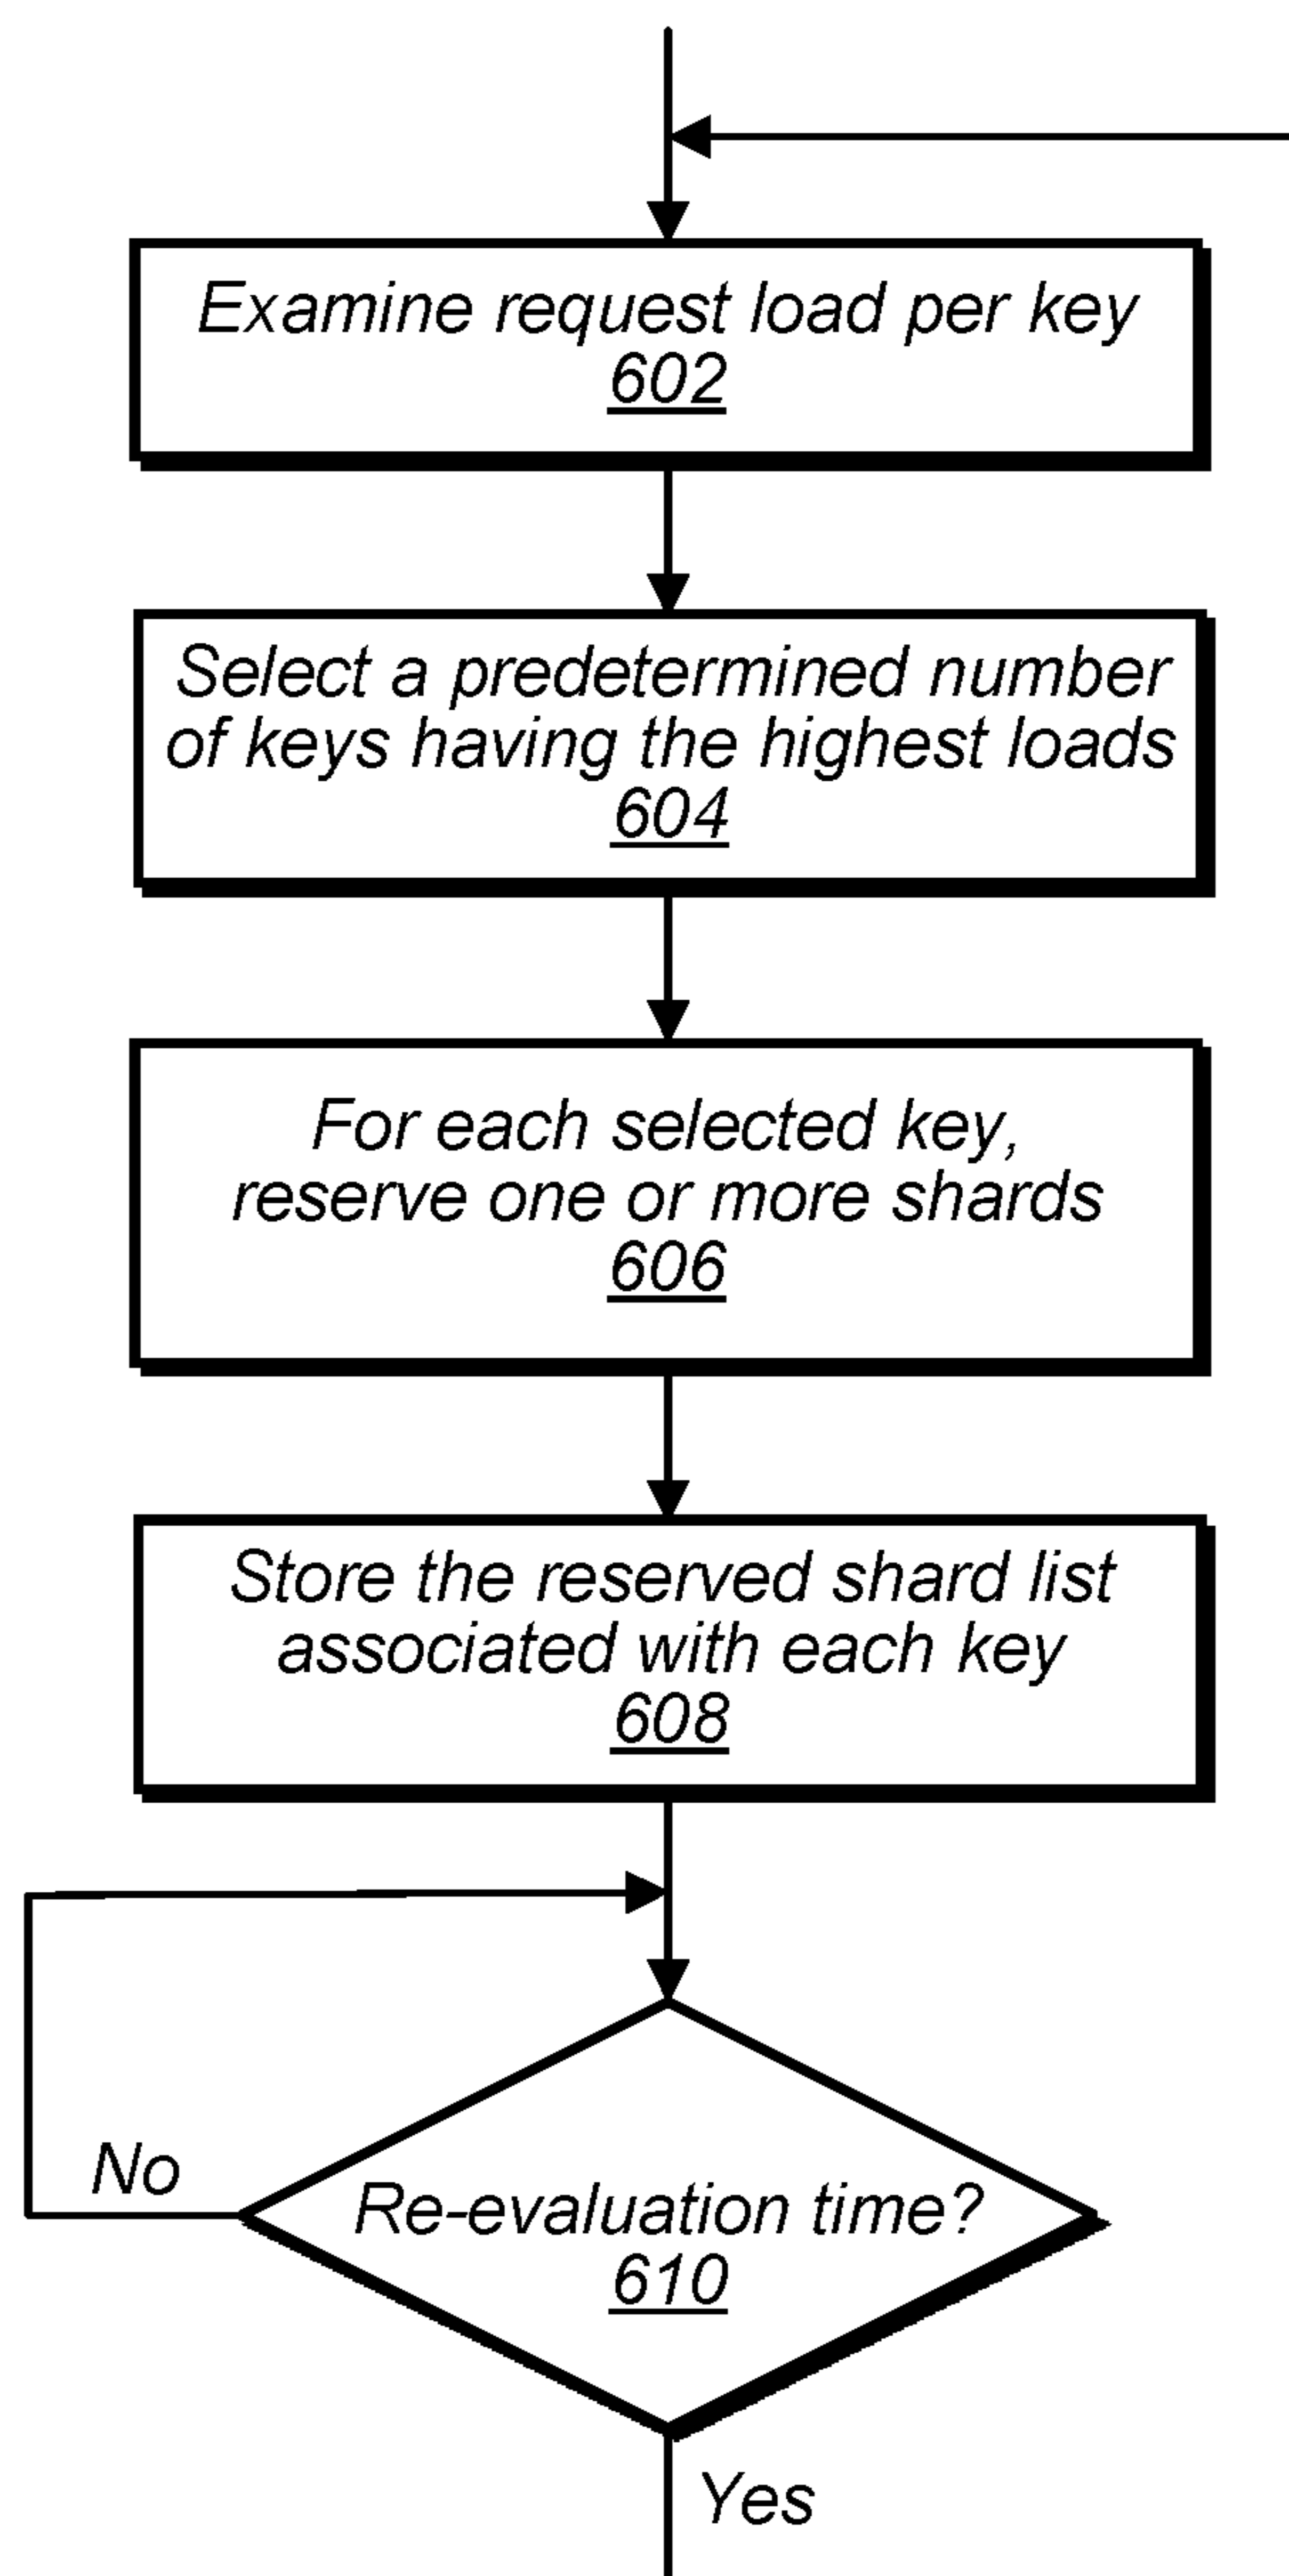 Examine request load per key
602
Select a predetermined number
of keys having the highest loads
604
For each selected key,
reserve one or more shards
606
Store the reserved shard list
associated with each key
608
No
Re-evaluation time?
610
Yes